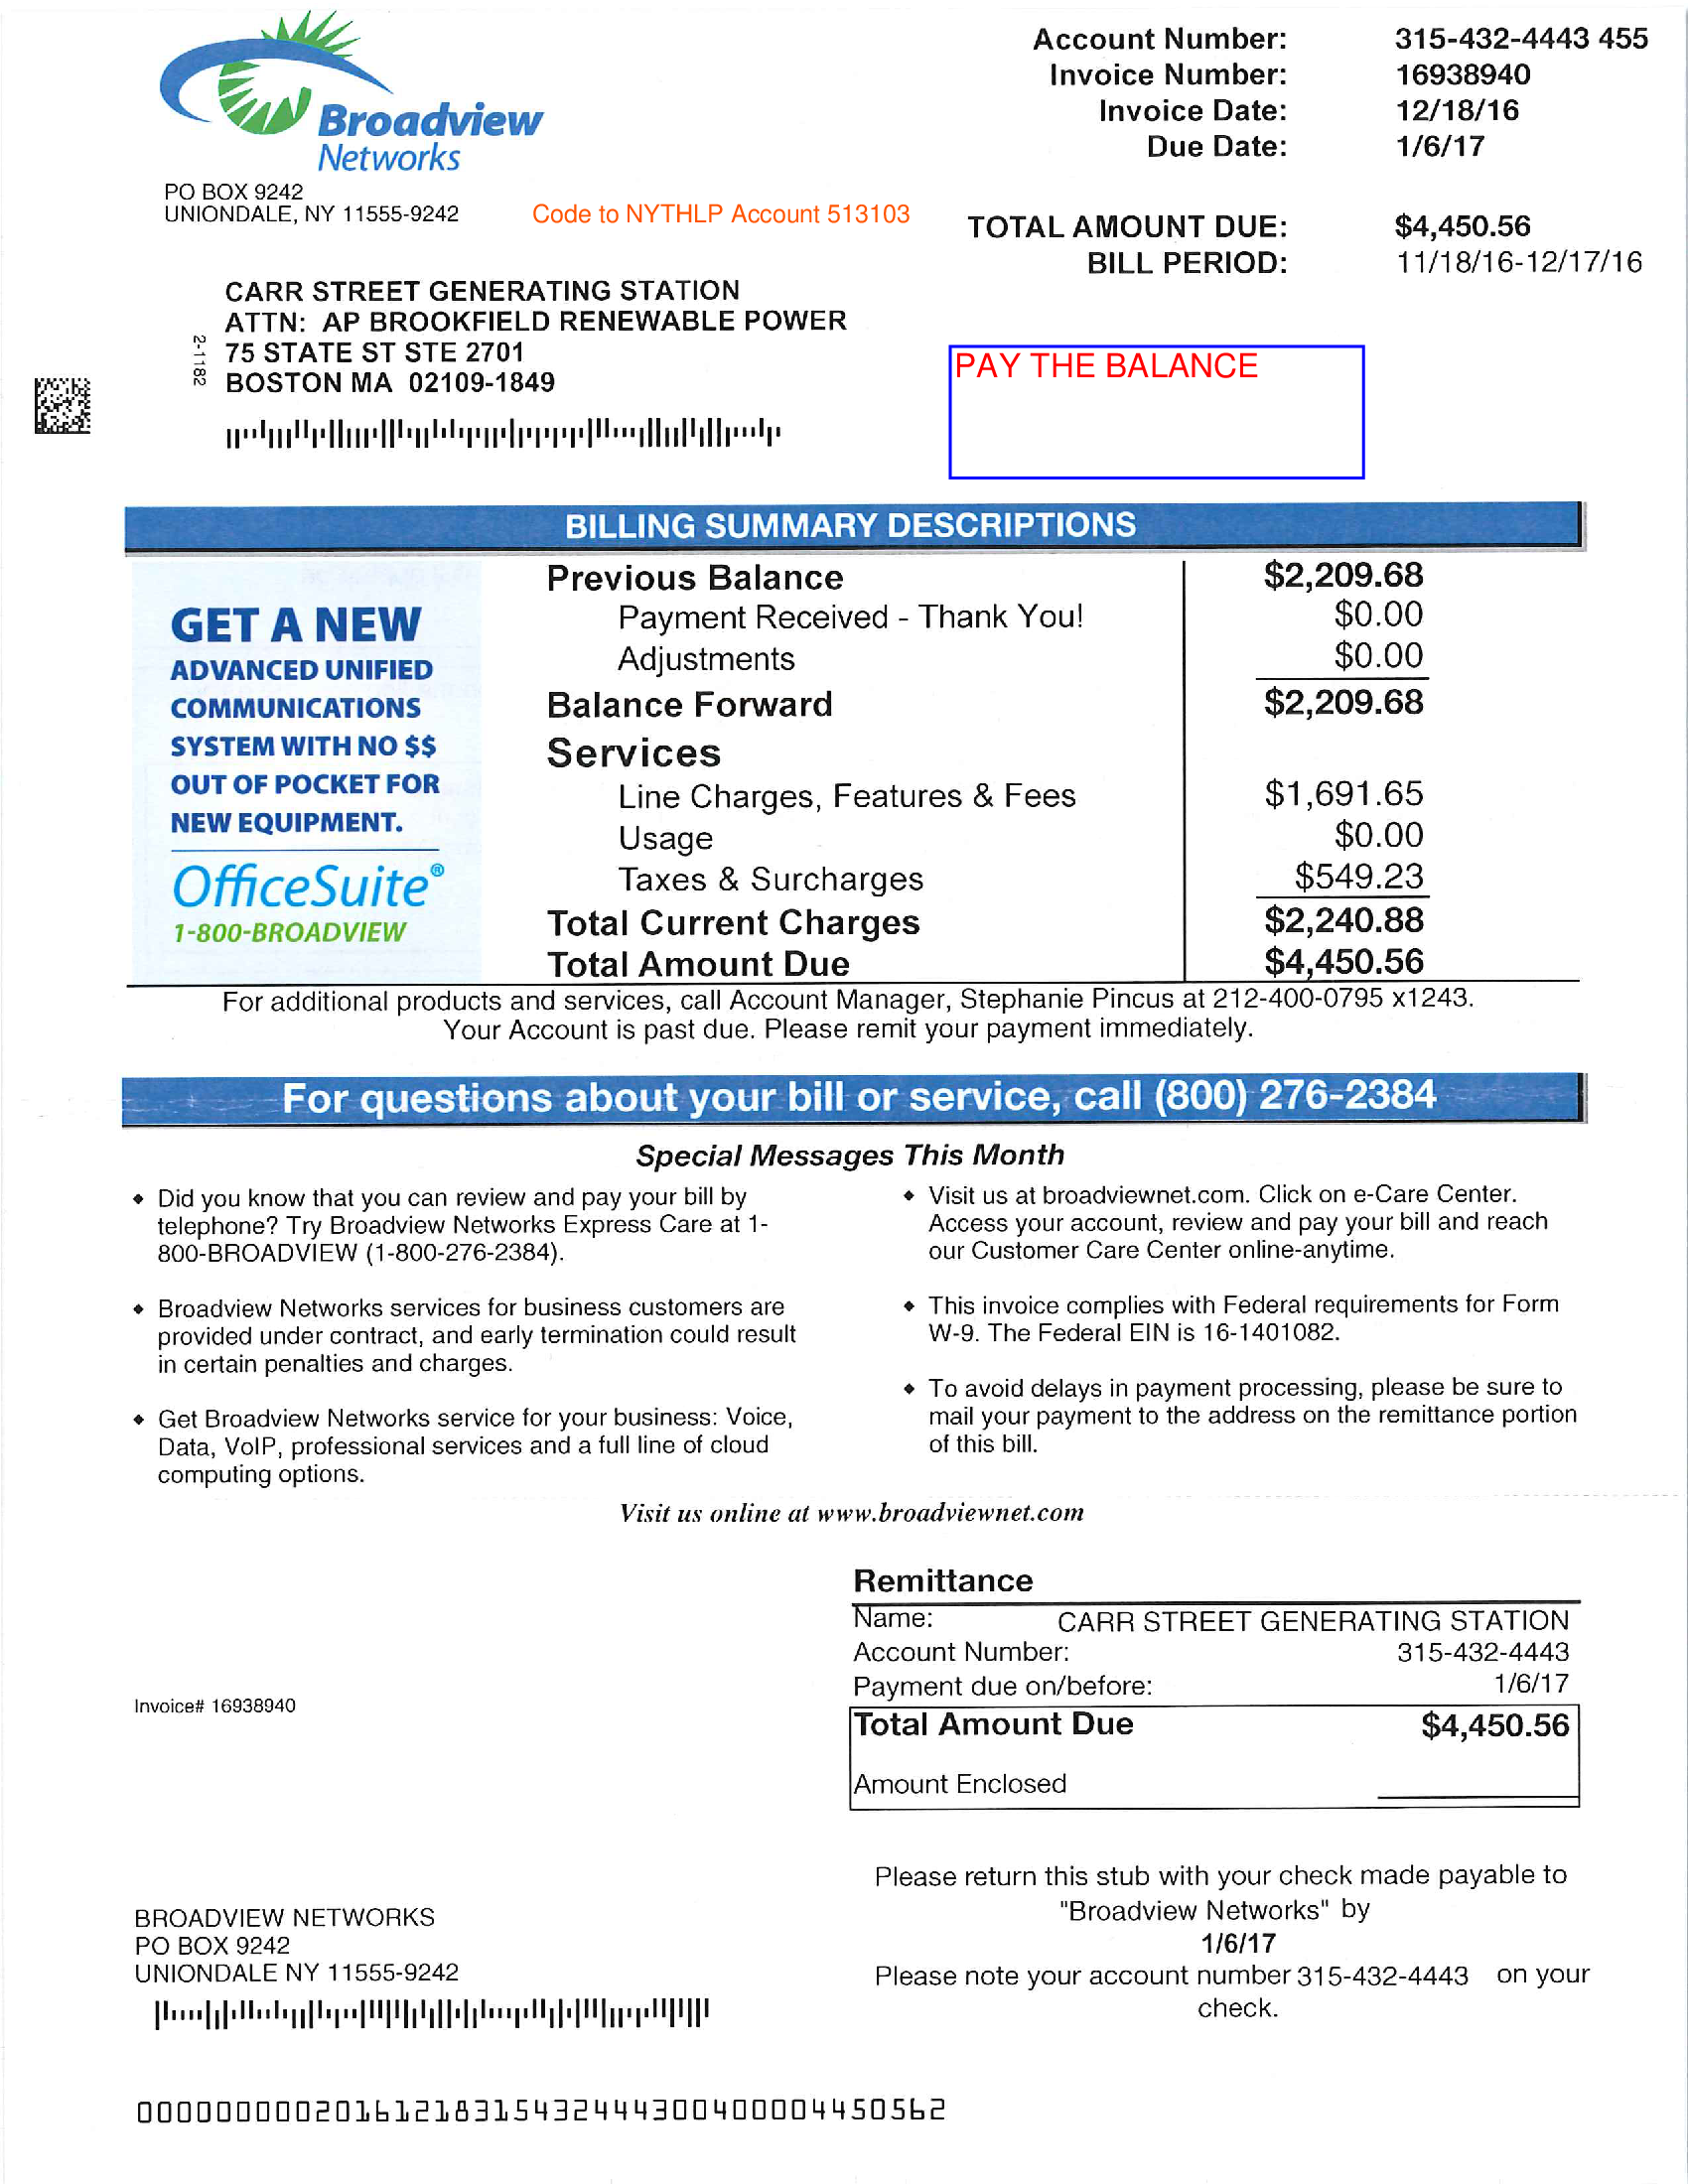 Broadview
Networks
PO BOX 9242
UNIONDALE, NY 11555-9242
Code to NYTHLP Account 513103
Account Number: 315-432-4443 455
Invoice Number: 16938940
Invoice Date: 12/18/16
Due Date: 1/6/17
TOTAL AMOUNT DUE: $4,450.56
BILL PERIOD: 11/18/16-12/17/16
CARR STREET GENERATING STATION
ATTN: AP BROOKFIELD RENEWABLE POWER
75 STATE ST STE 2701
BOSTON MA 02109-1849
2-1182
PAY THE BALANCE
BILLING SUMMARY DESCRIPTIONS
GET A NEW
ADVANCED UNIFIED
COMMUNICATIONS
SYSTEM WITH NO $$
OUT OF POCKET FOR
NEW EQUIPMENT.
OfficeSuite®
1-800-BROADVIEW
Previous Balance $2,209.68
Payment Received - Thank You! $0.00
Adjustments $0.00
Balance Forward $2,209.68
Services
Line Charges, Features & Fees $1,691.65
Usage $0.00
Taxes & Surcharges $549.23
Total Current Charges $2,240.88
Total Amount Due $4,450.56
For additional products and services, call Account Manager, Stephanie Pincus at 212-400-0795 x1243.
Your Account is past due. Please remit your payment immediately.
For questions about your bill or service, call (800) 276-2384
Special Messages This Month
• Did you know that you can review and pay your bill by
telephone? Try Broadview Networks Express Care at 1-
800-BROADVIEW (1-800-276-2384).
• Broadview Networks services for business customers are
provided under contract, and early termination could result
in certain penalties and charges.
• Get Broadview Networks service for your business: Voice,
Data, VoIP, professional services and a full line of cloud
computing options.
• Visit us at broadviewnet.com. Click on e-Care Center.
Access your account, review and pay your bill and reach
our Customer Care Center online-anytime.
• This invoice complies with Federal requirements for Form
W-9. The Federal EIN is 16-1401082.
• To avoid delays in payment processing, please be sure to
mail your payment to the address on the remittance portion
of this bill.
Visit us online at www.broadviewnet.com
Remittance
Name: CARR STREET GENERATING STATION
Account Number: 315-432-4443
Payment due on/before: 1/6/17
Total Amount Due $4,450.56
Amount Enclosed
Invoice# 16938940
Please return this stub with your check made payable to
"Broadview Networks" by
1/6/17
Please note your account number 315-432-4443 on your
check.
BROADVIEW NETWORKS
PO BOX 9242
UNIONDALE NY 11555-9242
00000000020161218315432444300400004450562